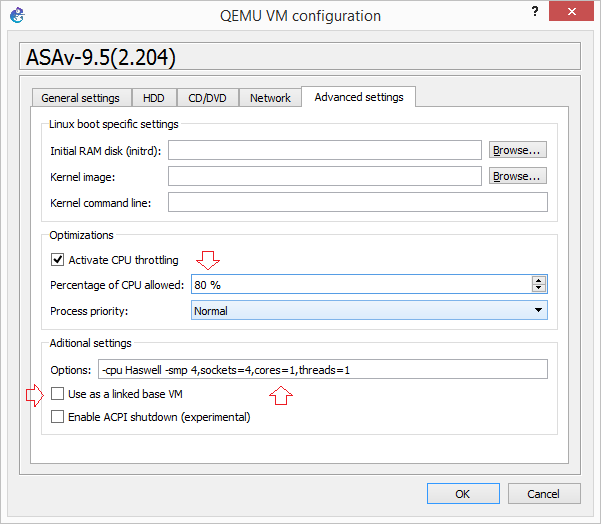 QEMU VM configuration
?
ASAv-9.5(2.204)
General settings HDD CD/DVD Network Advanced settings
Linux boot specific settings
Initial RAM disk (initrd): Browse...
Kernel image: Browse...
Kernel command line:
Optimizations
Activate CPU throttling
Percentage of CPU allowed: 80 %
Process priority: Normal
Aditional settings
Options: -cpu Haswell -smp 4,sockets=4,cores=1,threads=1
Use as a linked base VM
Enable ACPI shutdown (experimental)
OK Cancel